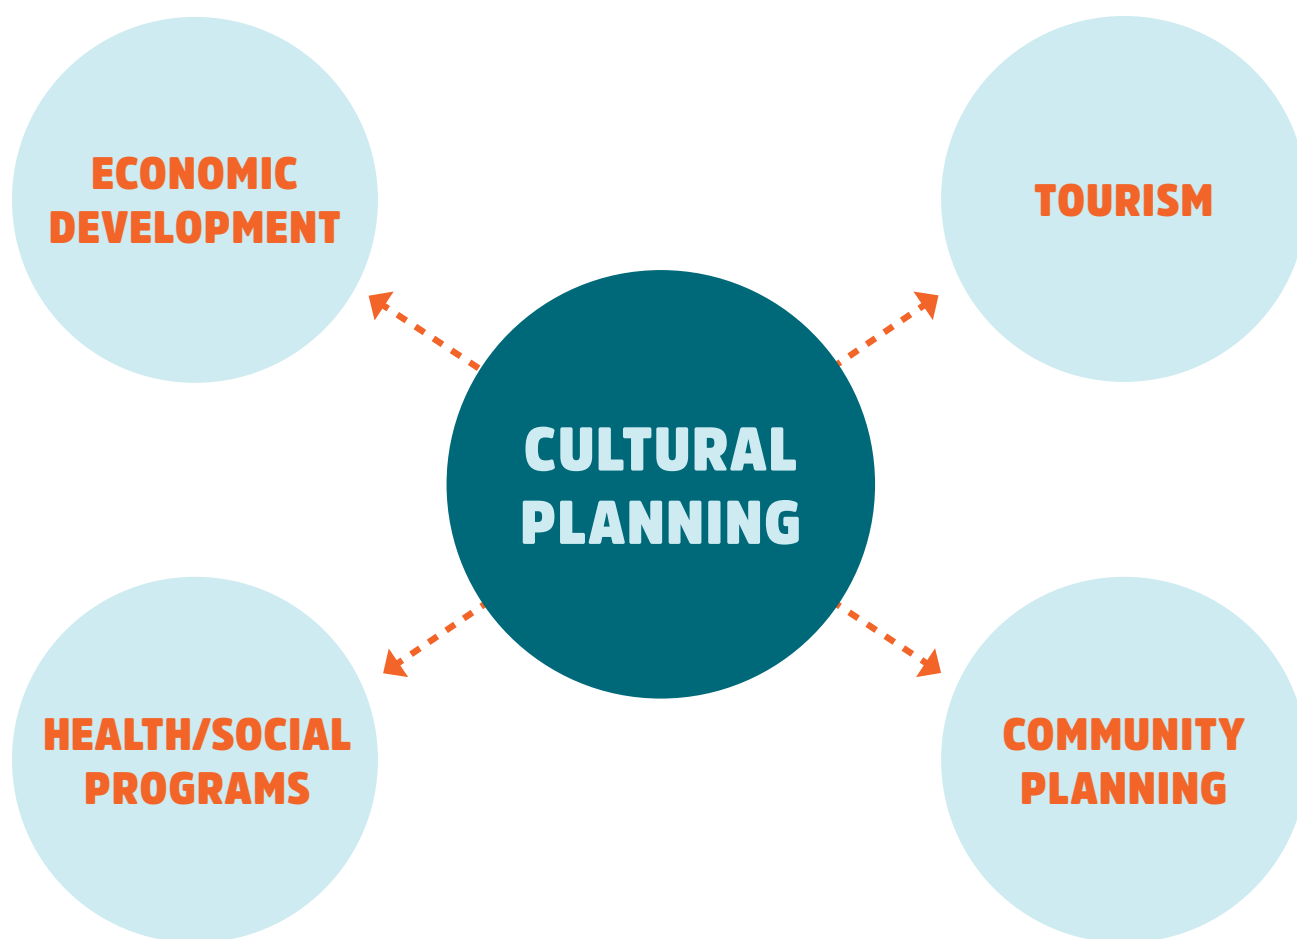 ECONOMIC
DEVELOPMENT
TOURISM
CULTURAL
PLANNING
HEALTH/SOCIAL
PROGRAMS
COMMUNITY
PLANNING